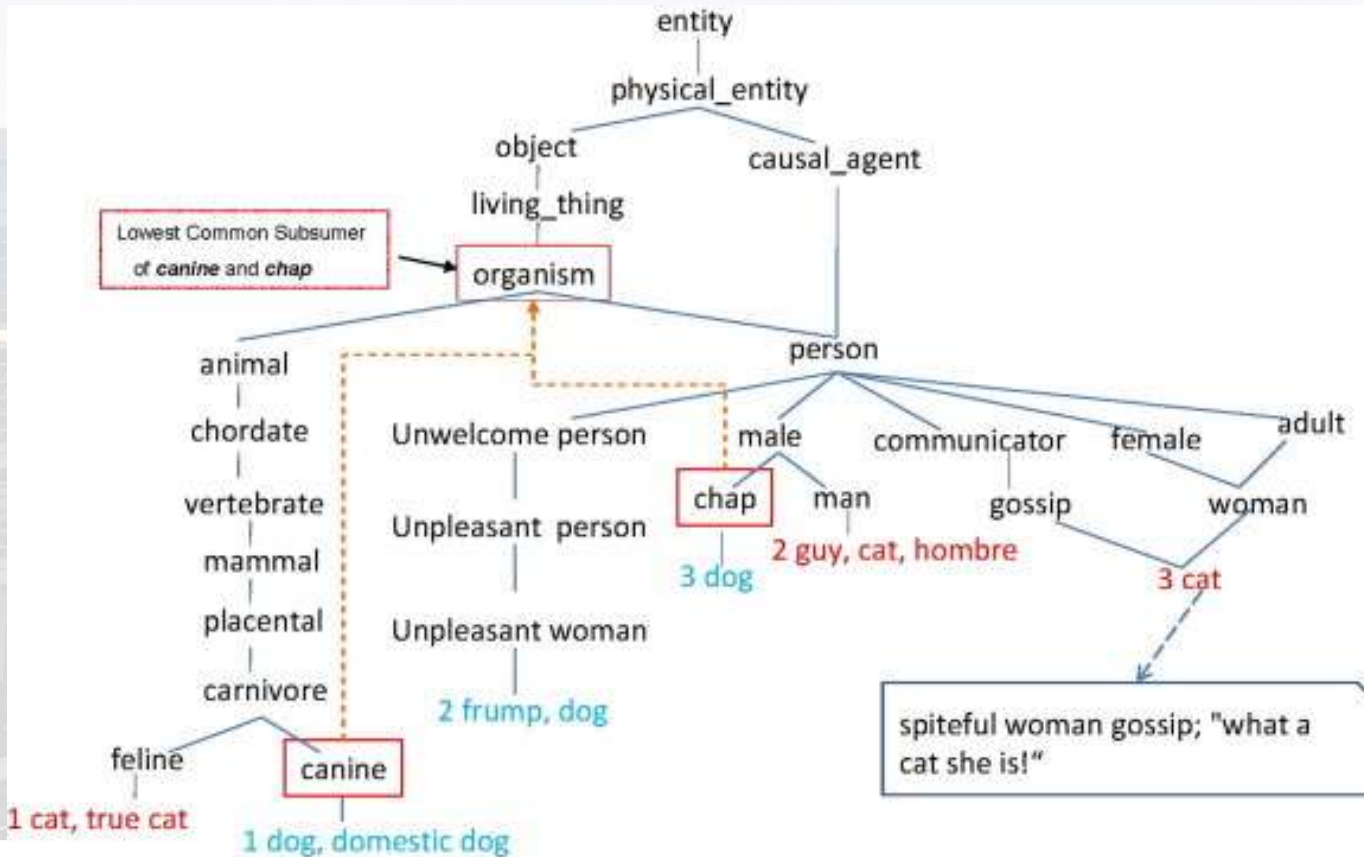 entity
physical_entity
object
causal_agent
living_thing
Lowest Common Subsumer
of canine and chap
organism
person
animal
chordate
Unwelcome person
male
communicator
female
adult
vertebrate
chap
man
gossip
woman
Unpleasant person
mammal
2 guy, cat, hombre
3 dog
3 cat
placental
Unpleasant woman
carnivore
2 frump, dog
spiteful woman gossip; "what a
cat she is!“
feline
canine
1 cat, true cat
1 dog, domestic dog